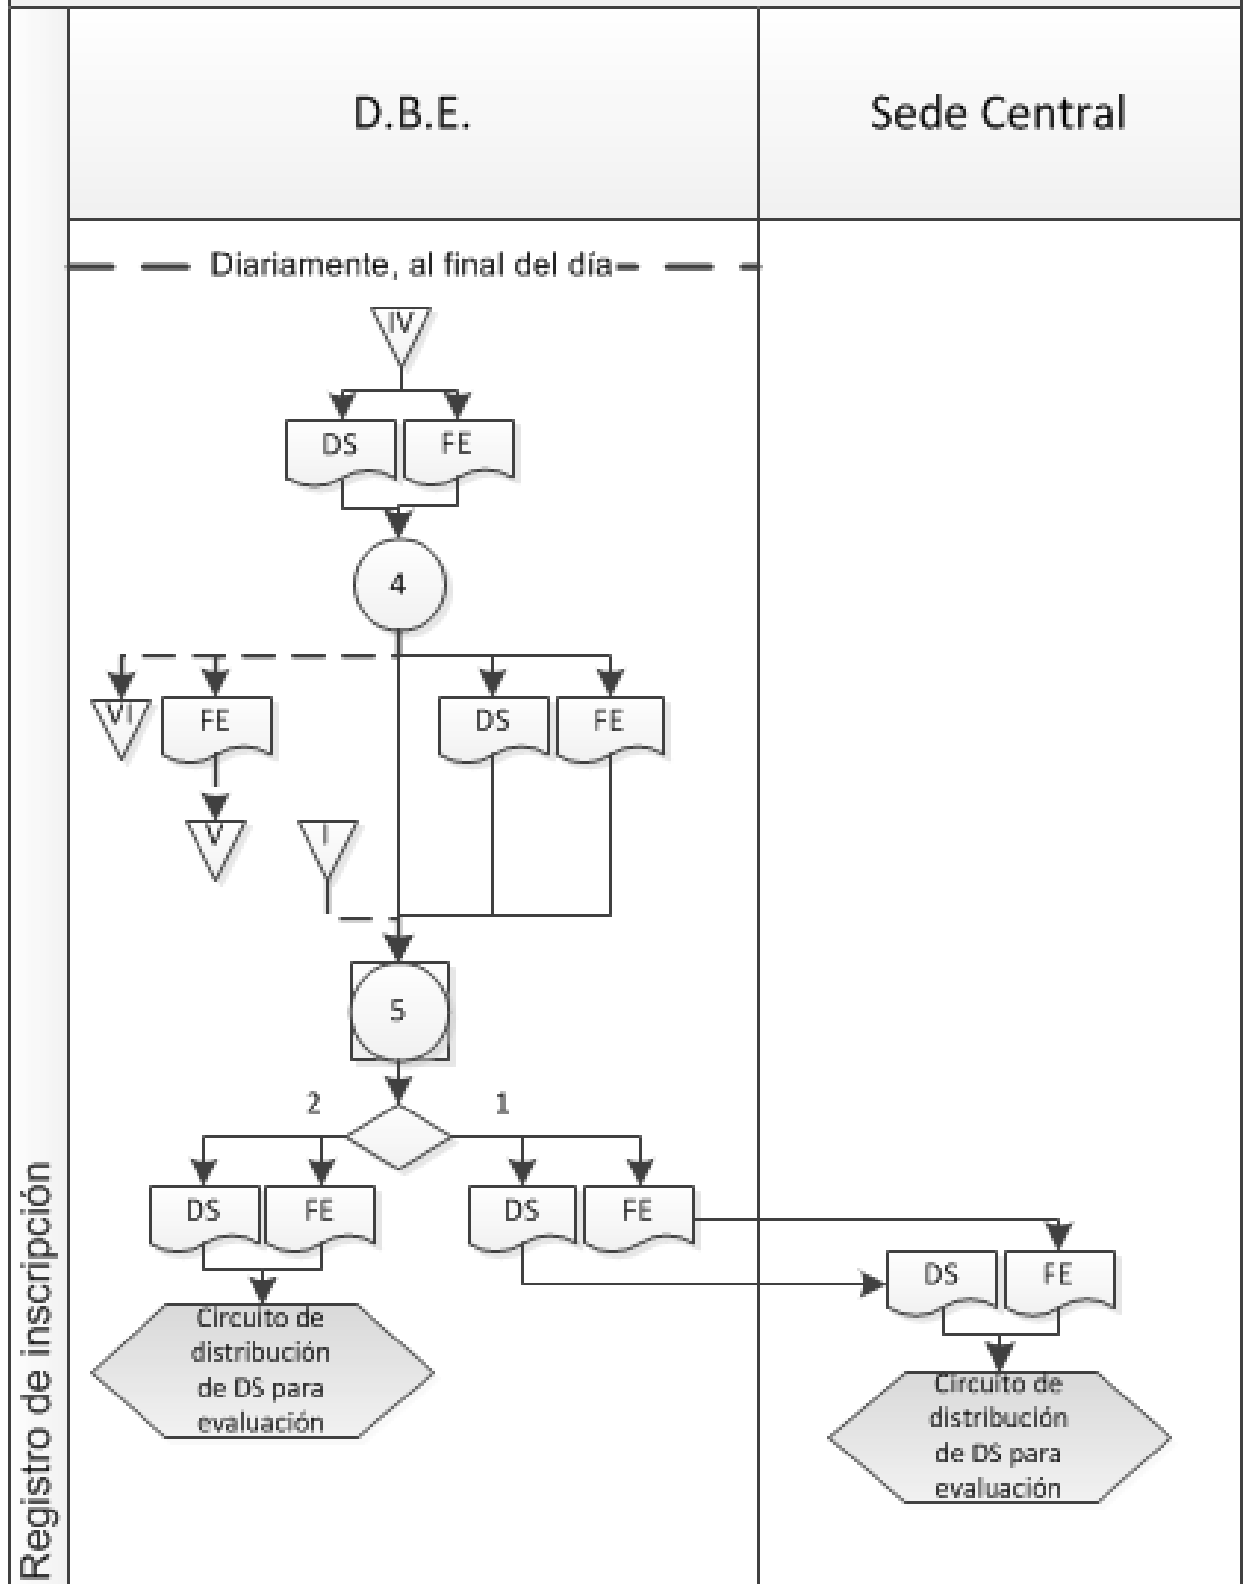 D.B.E.
Sede Central
Diariamente, al final del día
IV
DS
FE
4
VI
FE
DS
FE
V
I
5
2
1
DS
FE
DS
FE
DS
FE
Circuito de
distribución
de DS para
evaluación
Circuito de
distribución
de DS para
evaluación
Registro de inscripción